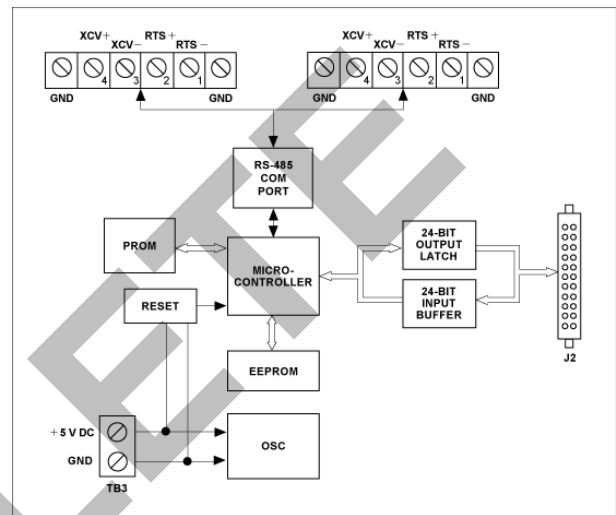 XCV+ RTS + XCV+ RTS +
XCV− RTS − XCV− RTS −
4 3 2 1 4 3 2 1
GND GND GND GND
RS-485
COM
PORT
PROM
MICRO-
CONTROLLER
24-BIT
OUTPUT
LATCH
24-BIT
INPUT
BUFFER
RESET
J2
EEPROM
+5 V DC
GND
OSC
TB3
ETE